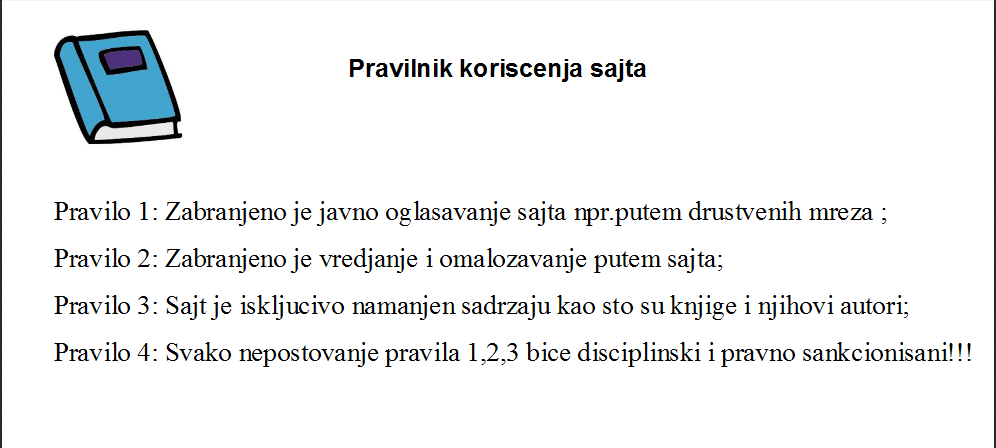 Pravilnik koriscenja sajta
Pravilo 1: Zabranjeno je javno oglasavanje sajta npr.putem drustvenih mreza ;
Pravilo 2: Zabranjeno je vredjanje i omalozavanje putem sajta;
Pravilo 3: Sajt je iskljucivo namanjen sadrzaju kao sto su knjige i njihovi autori;
Pravilo 4: Svako nepostovanje pravila 1,2,3 bice disciplinski i pravno sankcionisani!!!